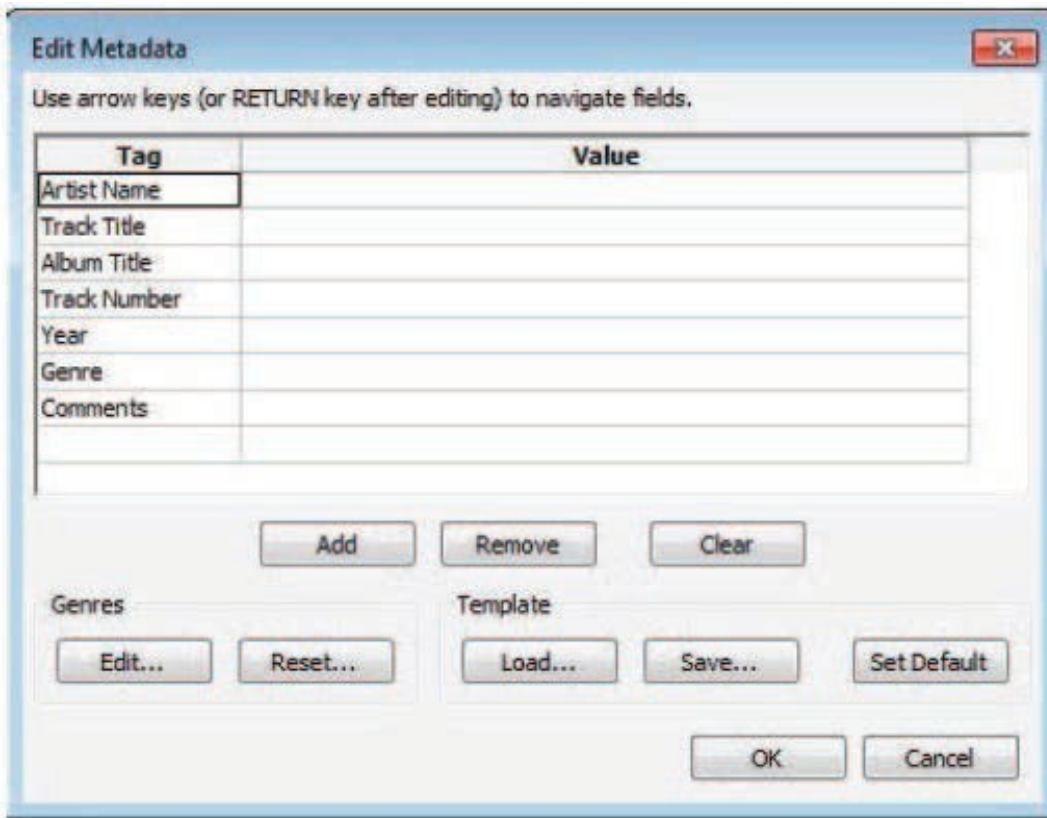 Edit Metadata
Use arrow keys (or RETURN key after editing) to navigate fields.
Tag Value
Artist Name
Track Title
Album Title
Track Number
Year
Genre
Comments
Add Remove Clear
Genres Template
Edit... Reset... Load... Save... Set Default
OK Cancel